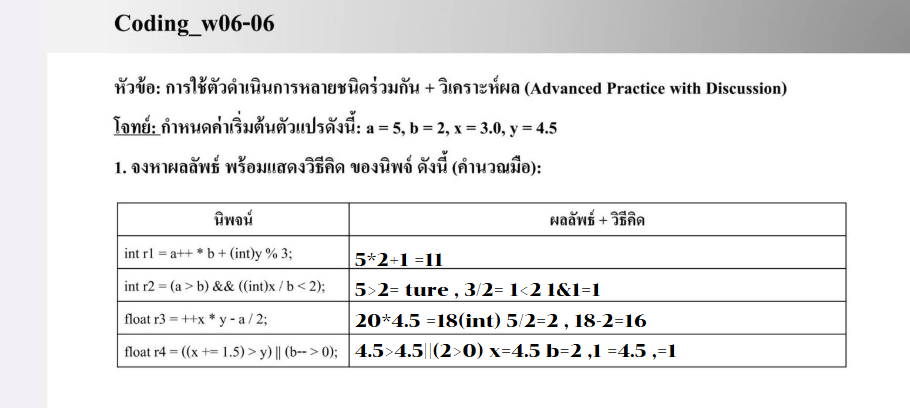 Coding_w06-06
หัวข้อ: การใช้ตัวดำเนินการหลายชนิดร่วมกัน + วิเคราะห์ผล (Advanced Practice with Discussion)
โจทย์: กำหนดค่าเริ่มต้นตัวแปรดังนี้: a = 5, b = 2, x = 3.0, y = 4.5
1. จงหาผลลัพธ์ พร้อมแสดงวิธีคิด ของนิพจ์ ดังนี้ (คำนวณมือ):
นิพจน์ ผลลัพธ์ + วิธีคิด
int r1 = a++ * b + (int)y % 3; 5*2+1 =11
int r2 = (a > b) && ((int)x / b < 2); 5>2= ture , 3/2= 1<2 1&1=1
float r3 = ++x * y - a / 2; 20*4.5 =18(int) 5/2=2 , 18-2=16
float r4 = ((x += 1.5) > y) || (b-- > 0); 4.5>4.5||(2>0) x=4.5 b=2 ,1 =4.5 ,=1